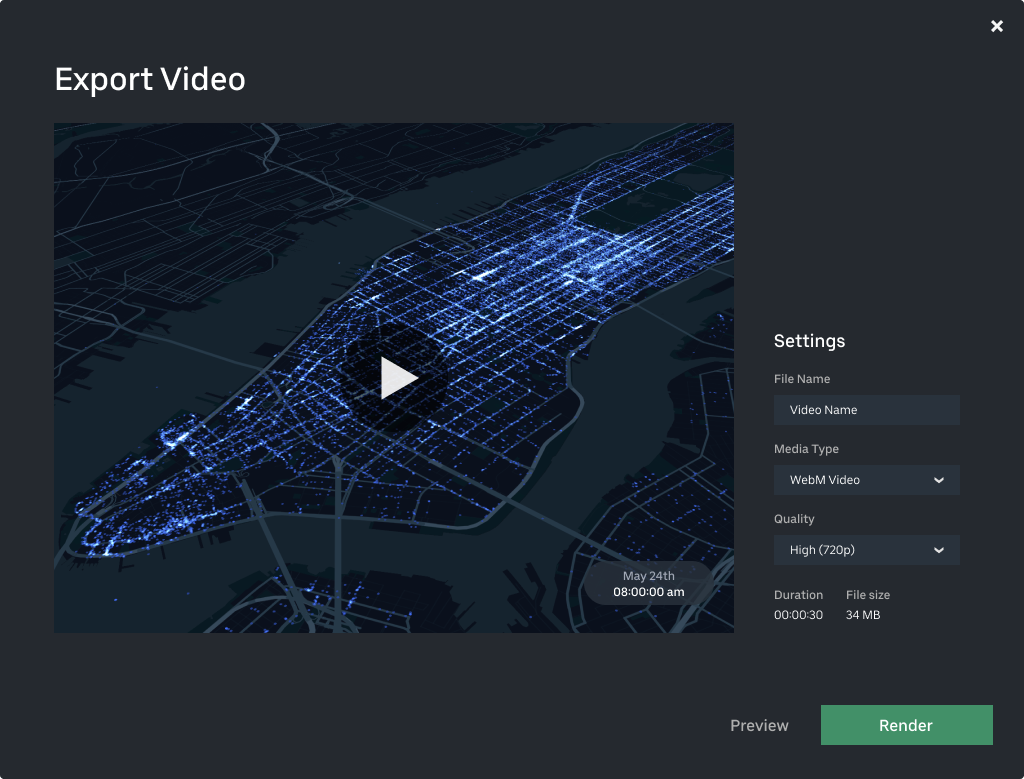 Export Video
May 24th
08:00:00 am
Settings
File Name
Video Name
Media Type
WebM Video
Quality
High (720p)
Duration File size
00:00:30 34 MB
Preview Render